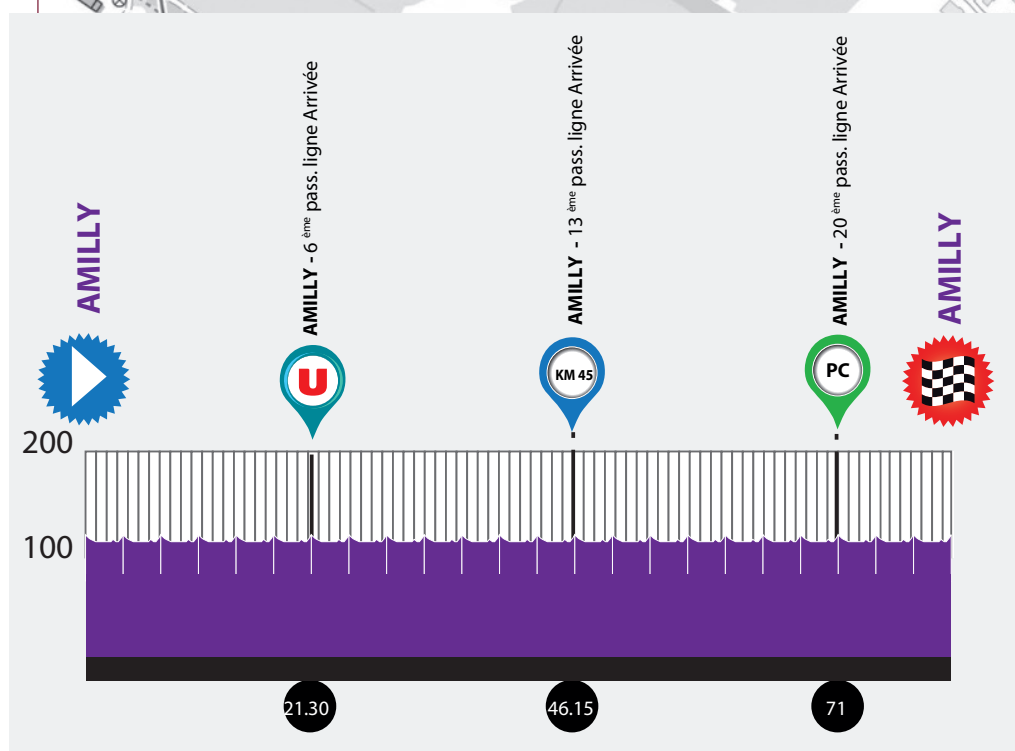 AMILLY
AMILLY - 6 ème pass. ligne Arrivée
AMILLY - 13 ème pass. ligne Arrivée
AMILLY - 20 ème pass. ligne Arrivée
AMILLY
U
KM 45
PC
200
100
21.30
46.15
71